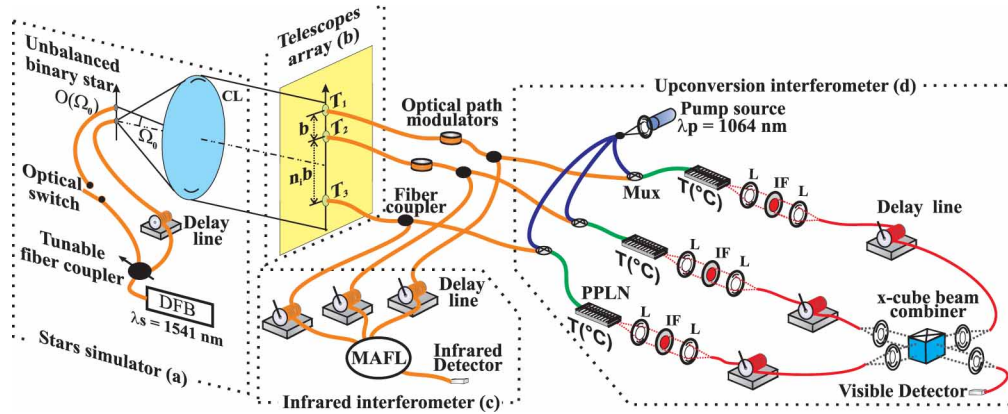 Unbalanced
binary star
O(Ω₀)
Ω₀
CL
Optical
switch
Delay
line
Tunable
fiber coupler
DFB
λs = 1541 nm
Stars simulator (a)
Telescopes
array (b)
T₁
b
T₂
n₁b
T₃
Optical path
modulators
Fiber
coupler
Delay
line
MAFL
Infrared
Detector
Infrared interferometer (c)
Upconversion interferometer (d)
Pump source
λp = 1064 nm
Mux
T(°C)
L
IF
L
Delay line
T(°C)
L
IF
L
PPLN
T(°C)
L
IF
L
x-cube beam
combiner
Visible Detector